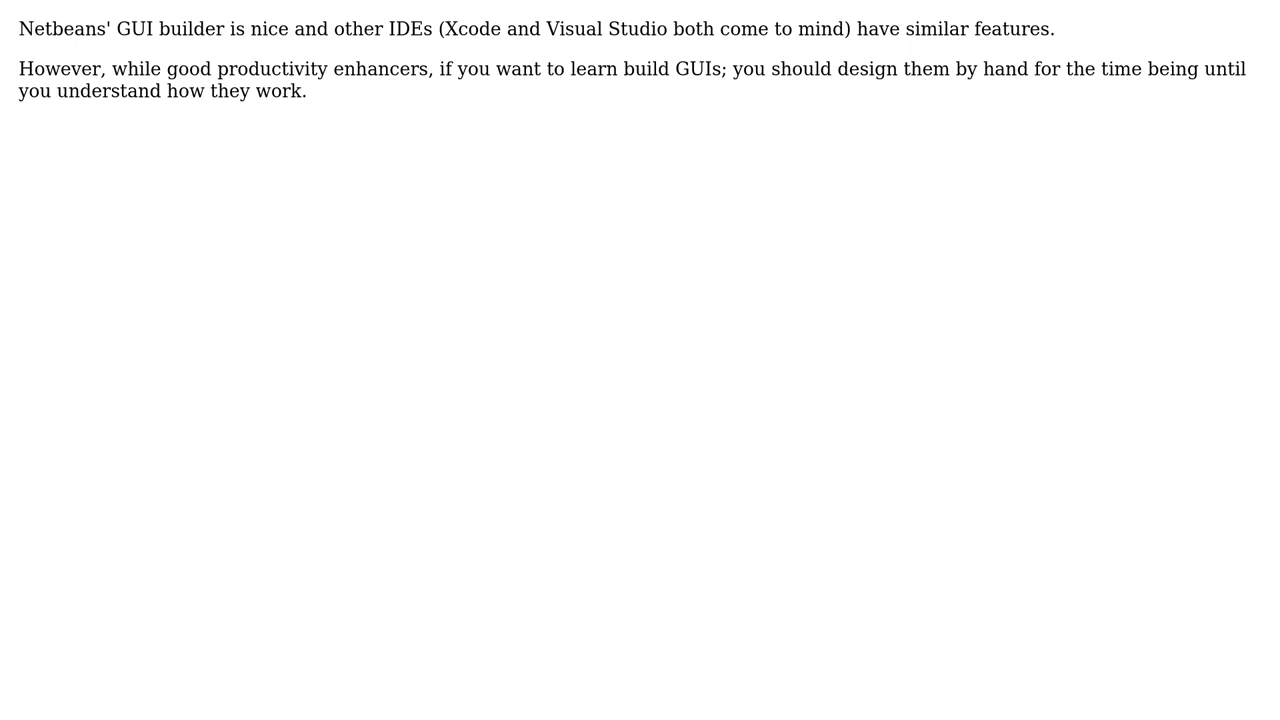 Netbeans' GUI builder is nice and other IDEs (Xcode and Visual Studio both come to mind) have similar features.
However, while good productivity enhancers, if you want to learn build GUIs; you should design them by hand for the time being until
you understand how they work.